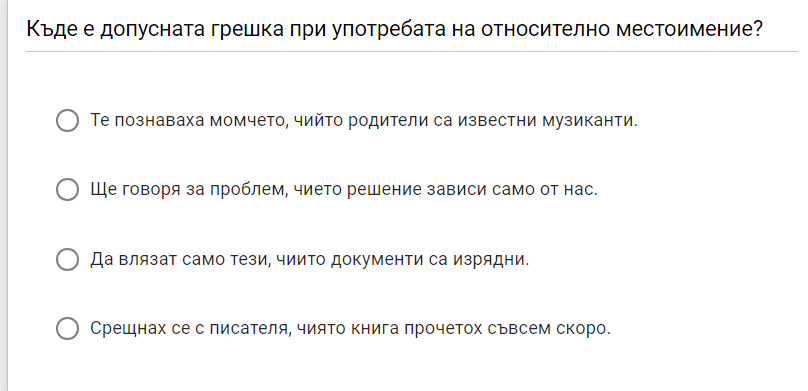 Къде е допусната грешка при употребата на относително местоимение?
Те познаваха момчето, чийто родители са известни музиканти.
Ще говоря за проблем, чието решение зависи само от нас.
Да влязат само тези, чиито документи са изрядни.
Срещнах се с писателя, чиято книга прочетох съвсем скоро.